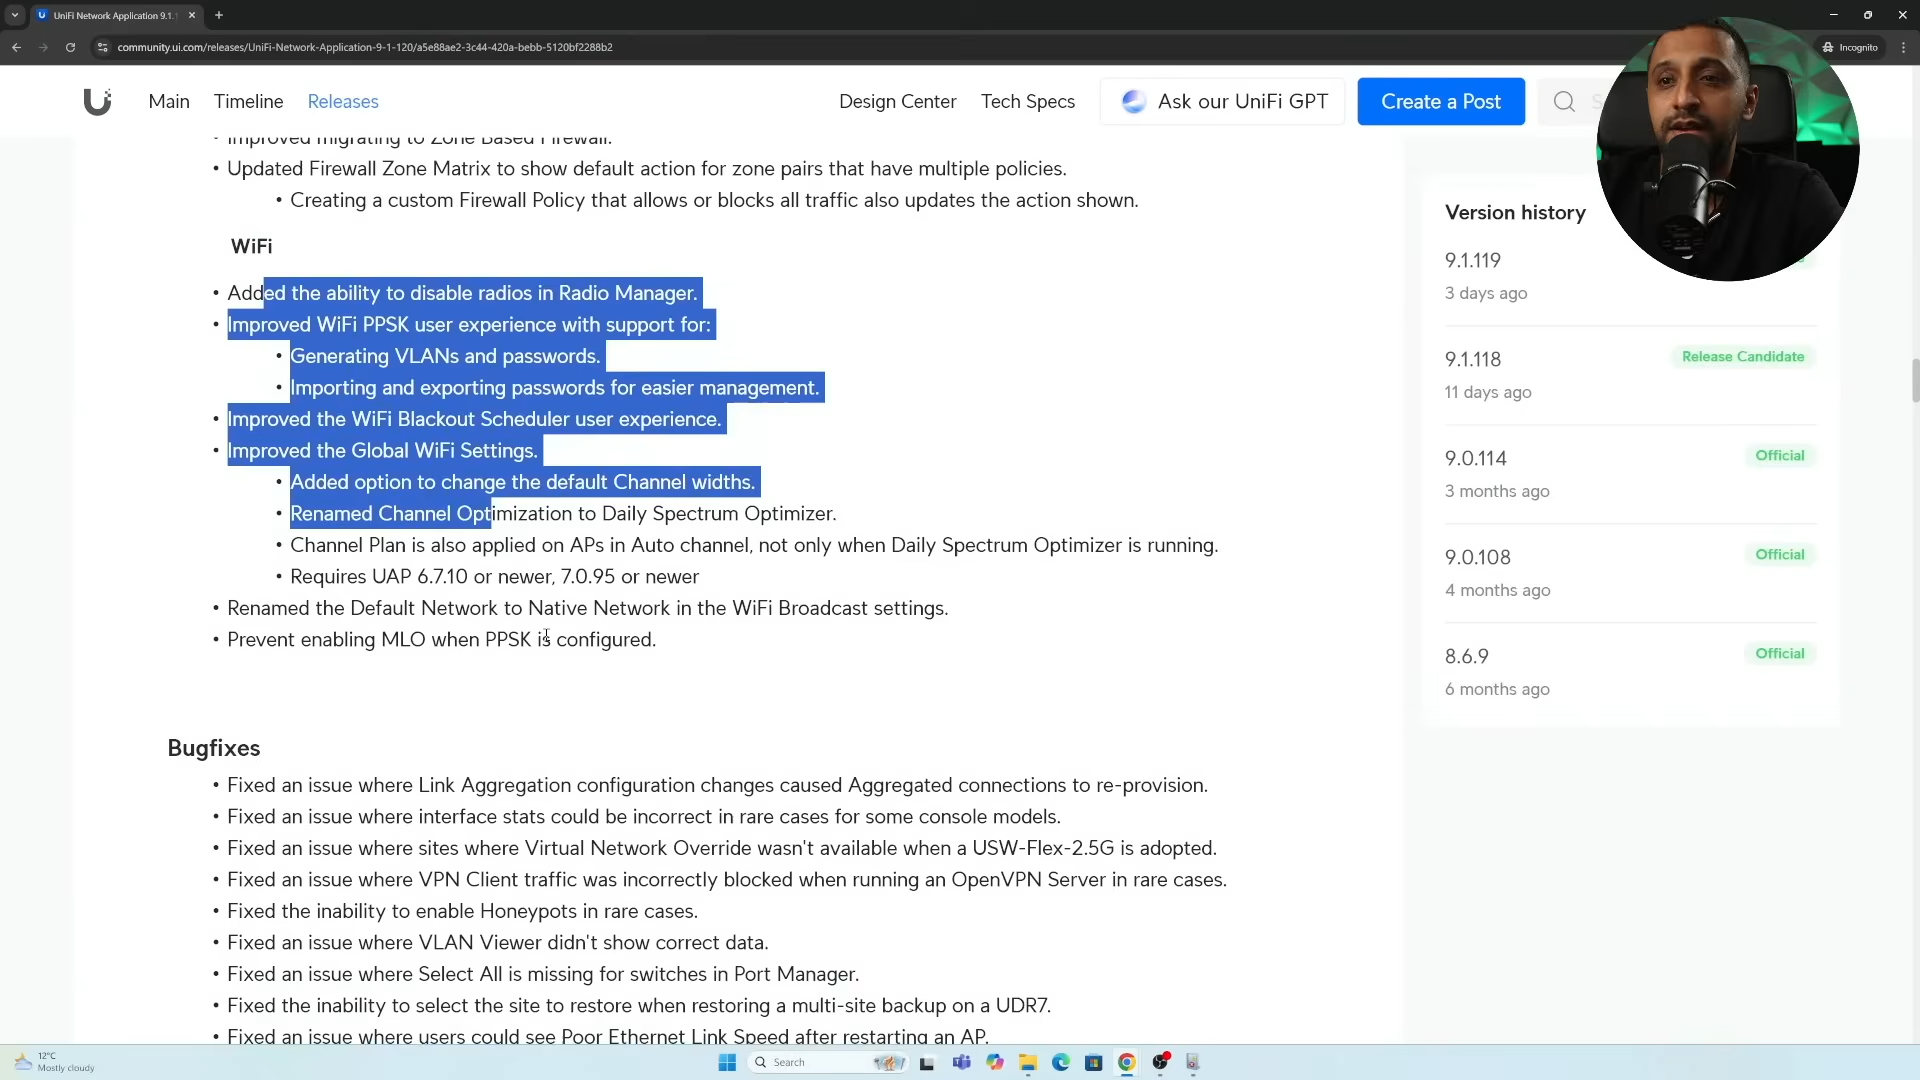 UniFi Network Application 9.1.1
community.ui.com/releases/UniFi-Network-Application-9-1-120/a5e88ae2-3c44-420a-bebb-5120bf2288b2
Incognito
Main
Timeline
Releases
Design Center
Tech Specs
Ask our UniFi GPT
Create a Post
• Improved migrating to Zone Based Firewall.
• Updated Firewall Zone Matrix to show default action for zone pairs that have multiple policies.
• Creating a custom Firewall Policy that allows or blocks all traffic also updates the action shown.
WiFi
• Added the ability to disable radios in Radio Manager.
• Improved WiFi PPSK user experience with support for:
• Generating VLANs and passwords.
• Importing and exporting passwords for easier management.
• Improved the WiFi Blackout Scheduler user experience.
• Improved the Global WiFi Settings.
• Added option to change the default Channel widths.
• Renamed Channel Optimization to Daily Spectrum Optimizer.
• Channel Plan is also applied on APs in Auto channel, not only when Daily Spectrum Optimizer is running.
• Requires UAP 6.7.10 or newer, 7.0.95 or newer
• Renamed the Default Network to Native Network in the WiFi Broadcast settings.
• Prevent enabling MLO when PPSK is configured.
Bugfixes
• Fixed an issue where Link Aggregation configuration changes caused Aggregated connections to re-provision.
• Fixed an issue where interface stats could be incorrect in rare cases for some console models.
• Fixed an issue where sites where Virtual Network Override wasn't available when a USW-Flex-2.5G is adopted.
• Fixed an issue where VPN Client traffic was incorrectly blocked when running an OpenVPN Server in rare cases.
• Fixed the inability to enable Honeypots in rare cases.
• Fixed an issue where VLAN Viewer didn't show correct data.
• Fixed an issue where Select All is missing for switches in Port Manager.
• Fixed the inability to select the site to restore when restoring a multi-site backup on a UDR7.
• Fixed an issue where users could see Poor Ethernet Link Speed after restarting an AP.
Version history
9.1.119
3 days ago
9.1.118
Release Candidate
11 days ago
9.0.114
Official
3 months ago
9.0.108
Official
4 months ago
8.6.9
Official
6 months ago
12°C
Mostly cloudy
Search